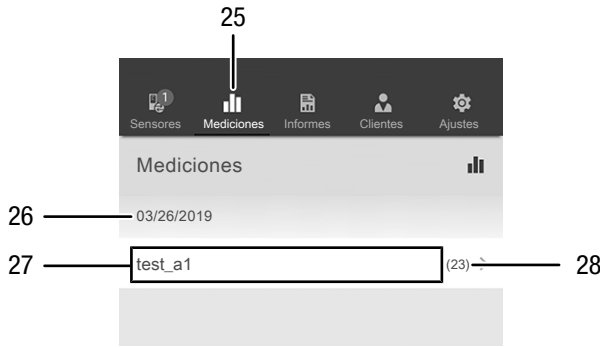 25
1
Sensores Mediciones Informes Clientes Ajustes
Mediciones
26 03/26/2019
27 test_a1 (23) 28